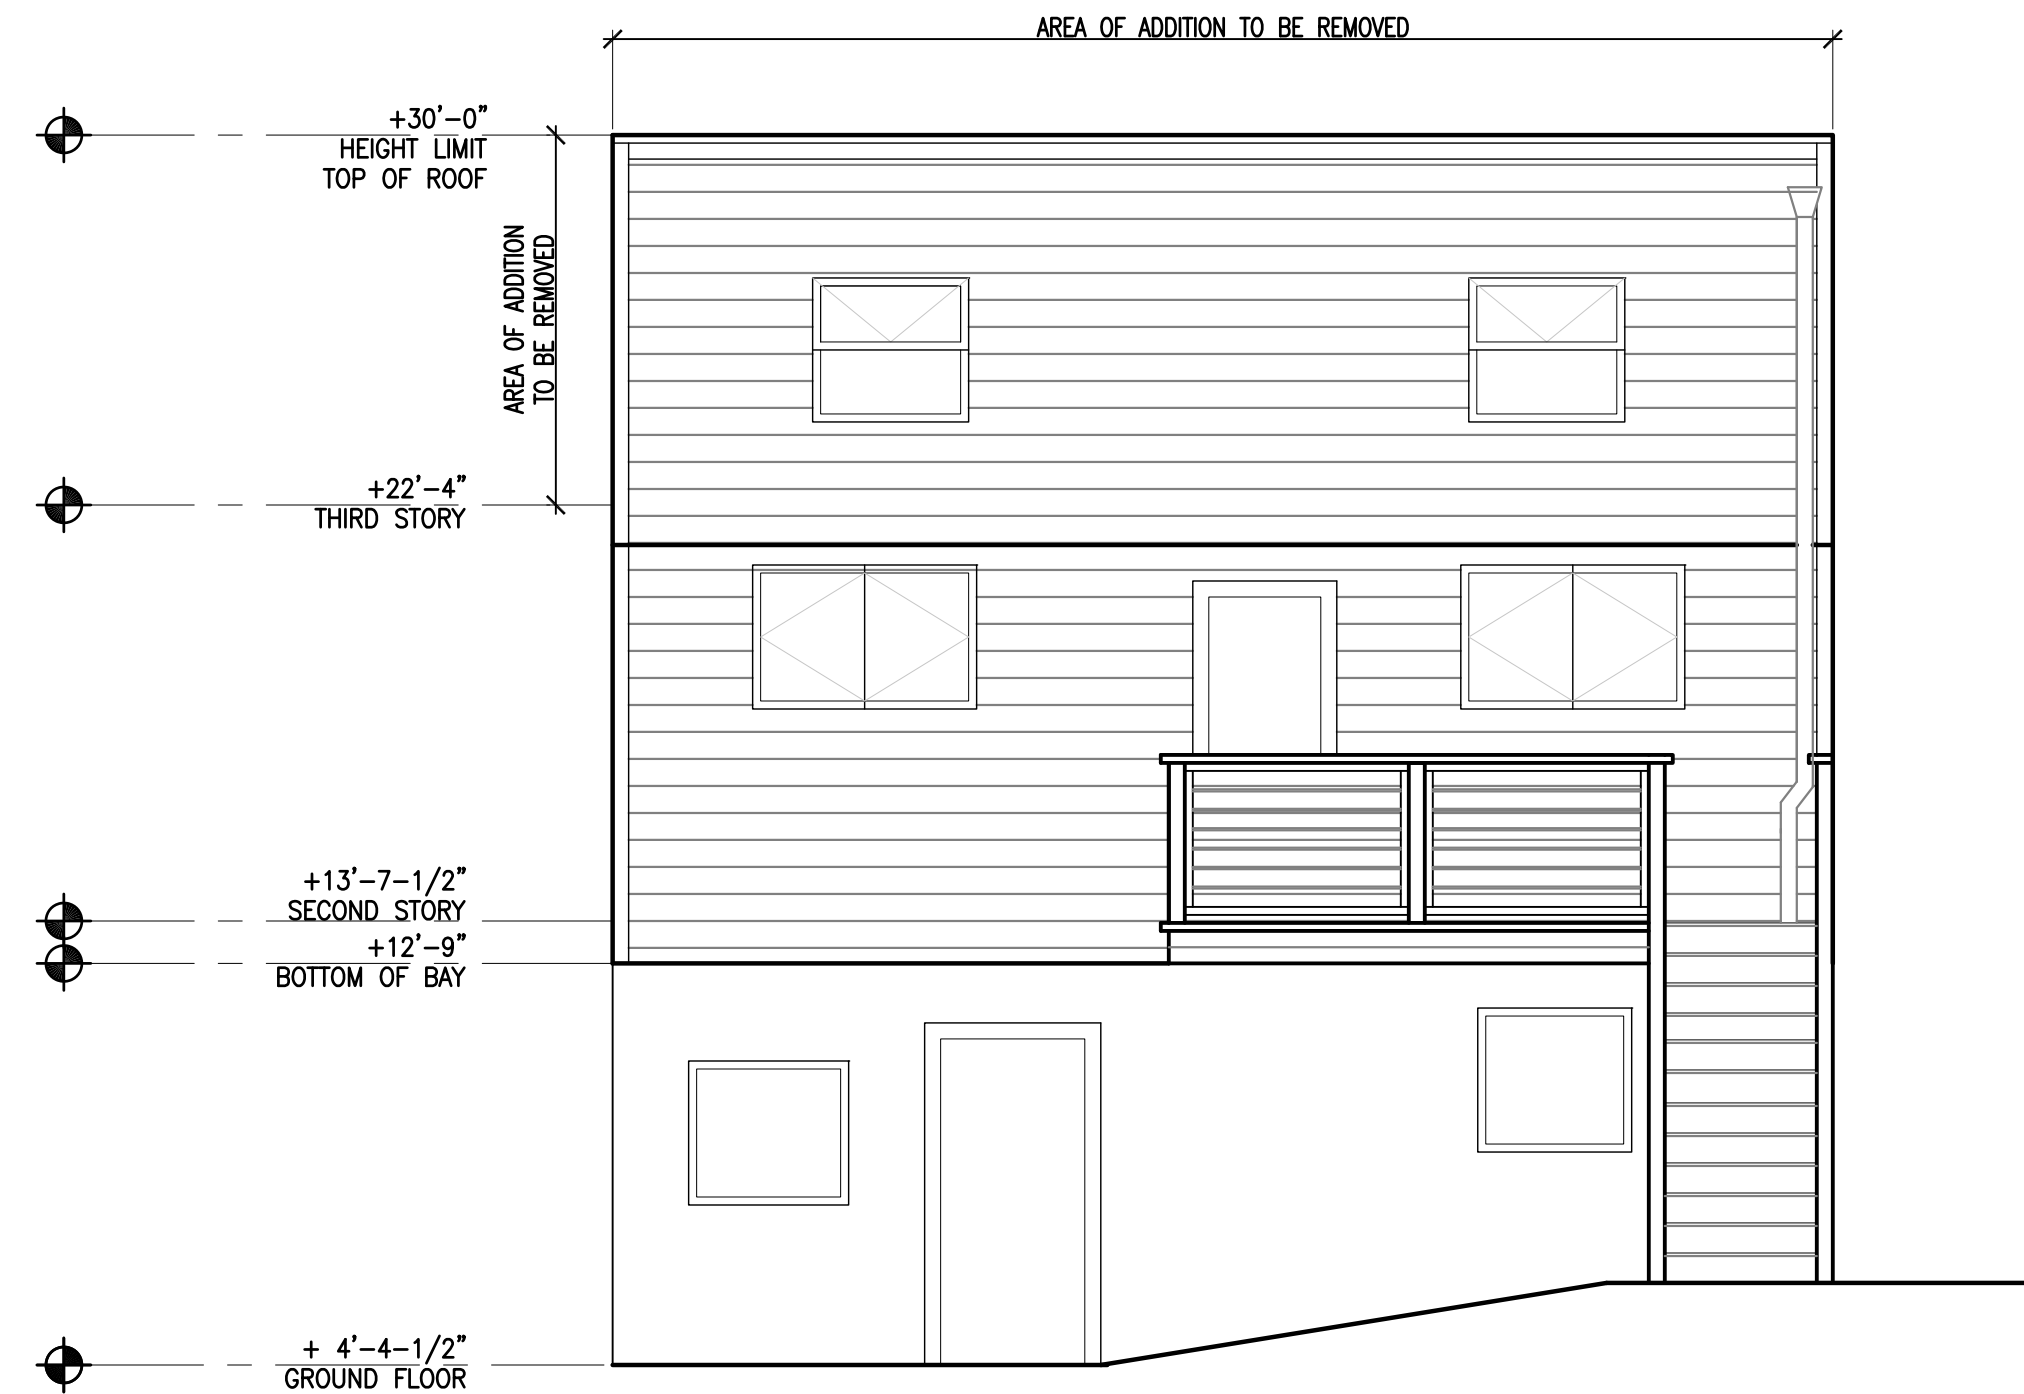 AREA OF ADDITION TO BE REMOVED
+30'-0"
HEIGHT LIMIT
TOP OF ROOF
AREA OF ADDITION
TO BE REMOVED
+22'-4"
THIRD STORY
+13'-7-1/2"
SECOND STORY
+12'-9"
BOTTOM OF BAY
+ 4'-4-1/2"
GROUND FLOOR